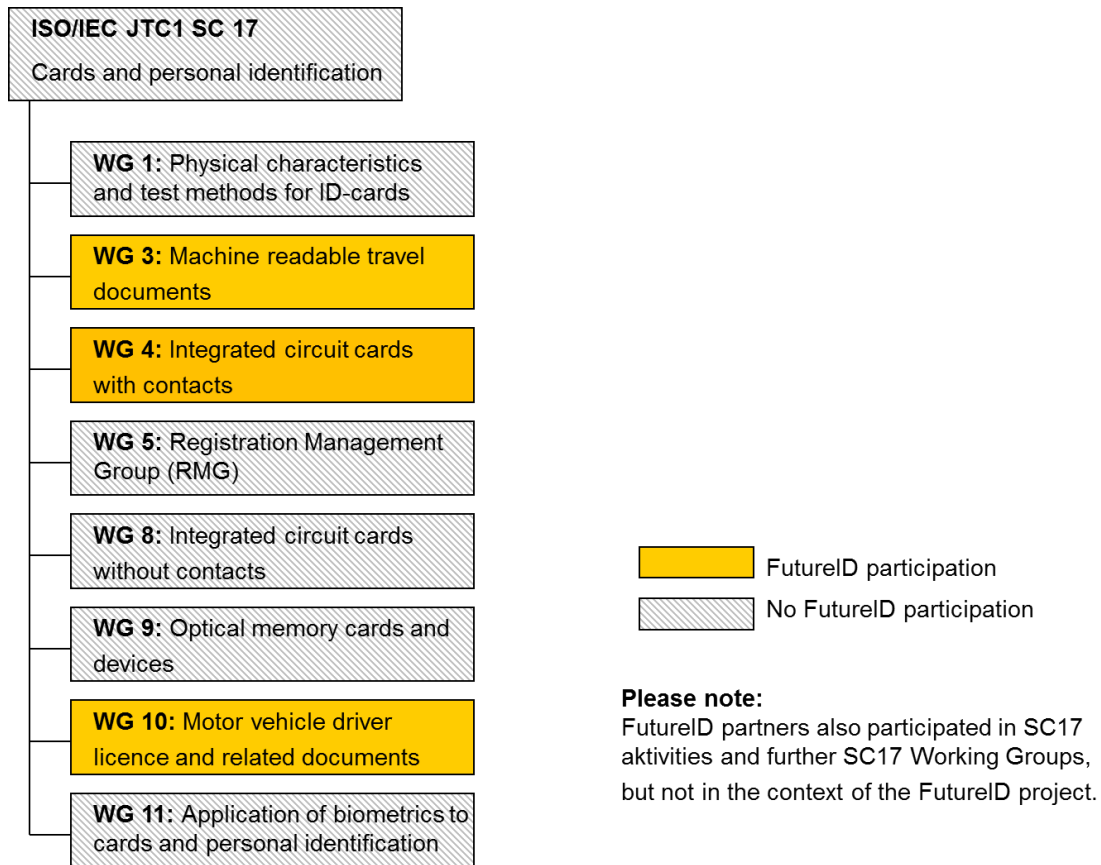 ISO/IEC JTC1 SC 17
Cards and personal identification
WG 1: Physical characteristics
and test methods for ID-cards
WG 3: Machine readable travel
documents
WG 4: Integrated circuit cards
with contacts
WG 5: Registration Management
Group (RMG)
WG 8: Integrated circuit cards
without contacts
WG 9: Optical memory cards and
devices
WG 10: Motor vehicle driver
licence and related documents
WG 11: Application of biometrics to
cards and personal identification
FutureID participation
No FutureID participation
Please note:
FutureID partners also participated in SC17
aktivities and further SC17 Working Groups,
but not in the context of the FutureID project.